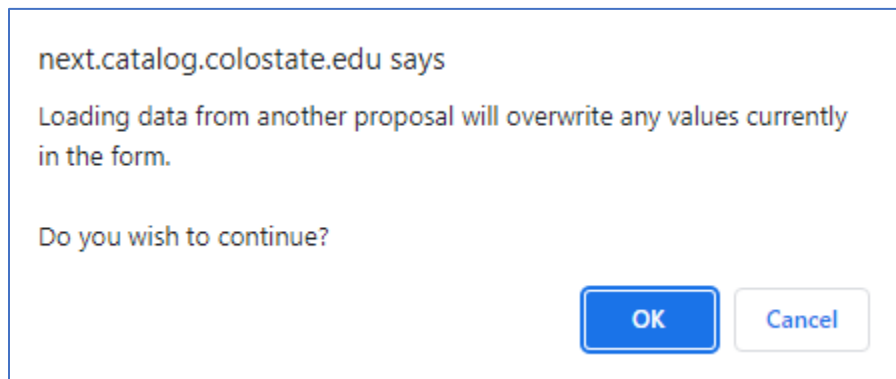 next.catalog.colostate.edu says
Loading data from another proposal will overwrite any values currently
in the form.
Do you wish to continue?
OK Cancel